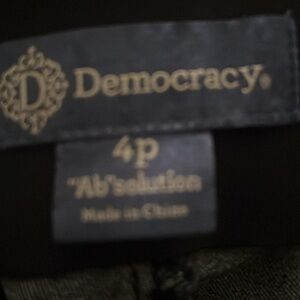 D Democracy®
4P
"Ab"solution
Made in China